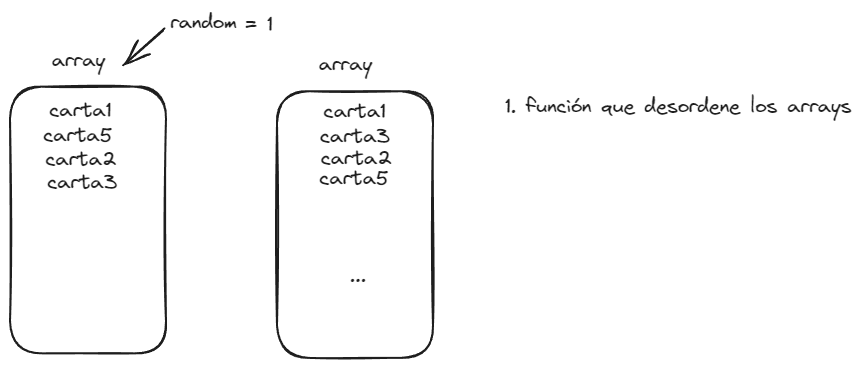 random = 1
array
carta1
carta5
carta2
carta3
array
carta1
carta3
carta2
carta5
...
1. función que desordene los arrays